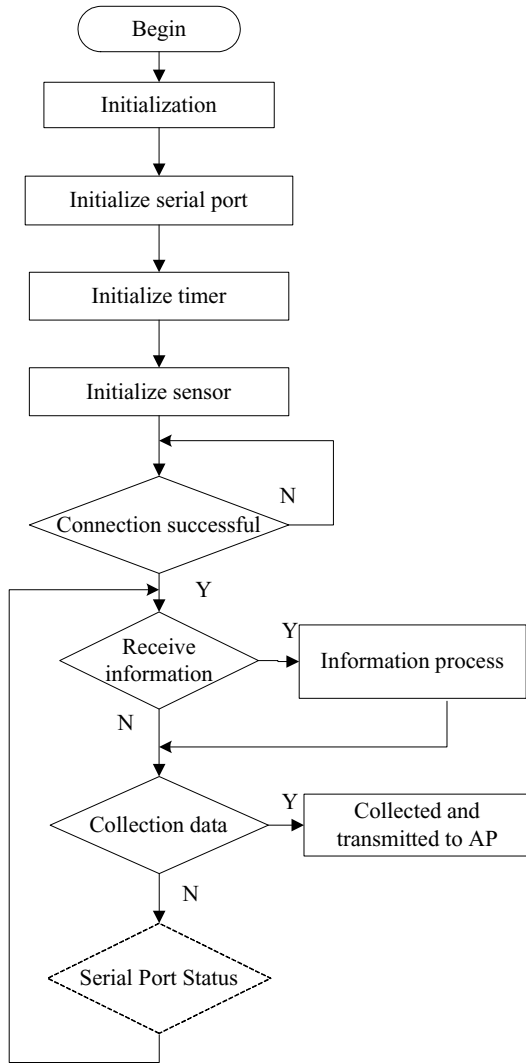 Begin
Initialization
Initialize serial port
Initialize timer
Initialize sensor
N
Connection successful
Y
Receive
information
Y
Information process
N
Collection data
Y
Collected and
transmitted to AP
N
Serial Port Status